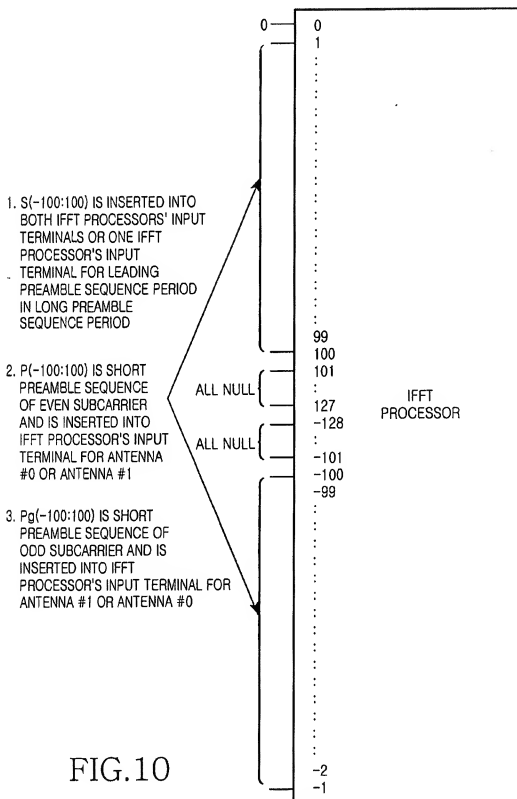 0 0
1
99
100
101
127
-128
-101
-100
-99
-2
-1
1. S(-100:100) IS INSERTED INTO
BOTH IFFT PROCESSORS' INPUT
TERMINALS OR ONE IFFT
PROCESSOR'S INPUT
TERMINAL FOR LEADING
PREAMBLE SEQUENCE PERIOD
IN LONG PREAMBLE
SEQUENCE PERIOD
2. P(-100:100) IS SHORT
PREAMBLE SEQUENCE
OF EVEN SUBCARRIER
AND IS INSERTED INTO
IFFT PROCESSOR'S INPUT
TERMINAL FOR ANTENNA
#0 OR ANTENNA #1
3. Pg(-100:100) IS SHORT
PREAMBLE SEQUENCE OF
ODD SUBCARRIER AND IS
INSERTED INTO IFFT
PROCESSOR'S INPUT TERMINAL FOR
ANTENNA #1 OR ANTENNA #0
ALL NULL
ALL NULL
IFFT
PROCESSOR
FIG.10